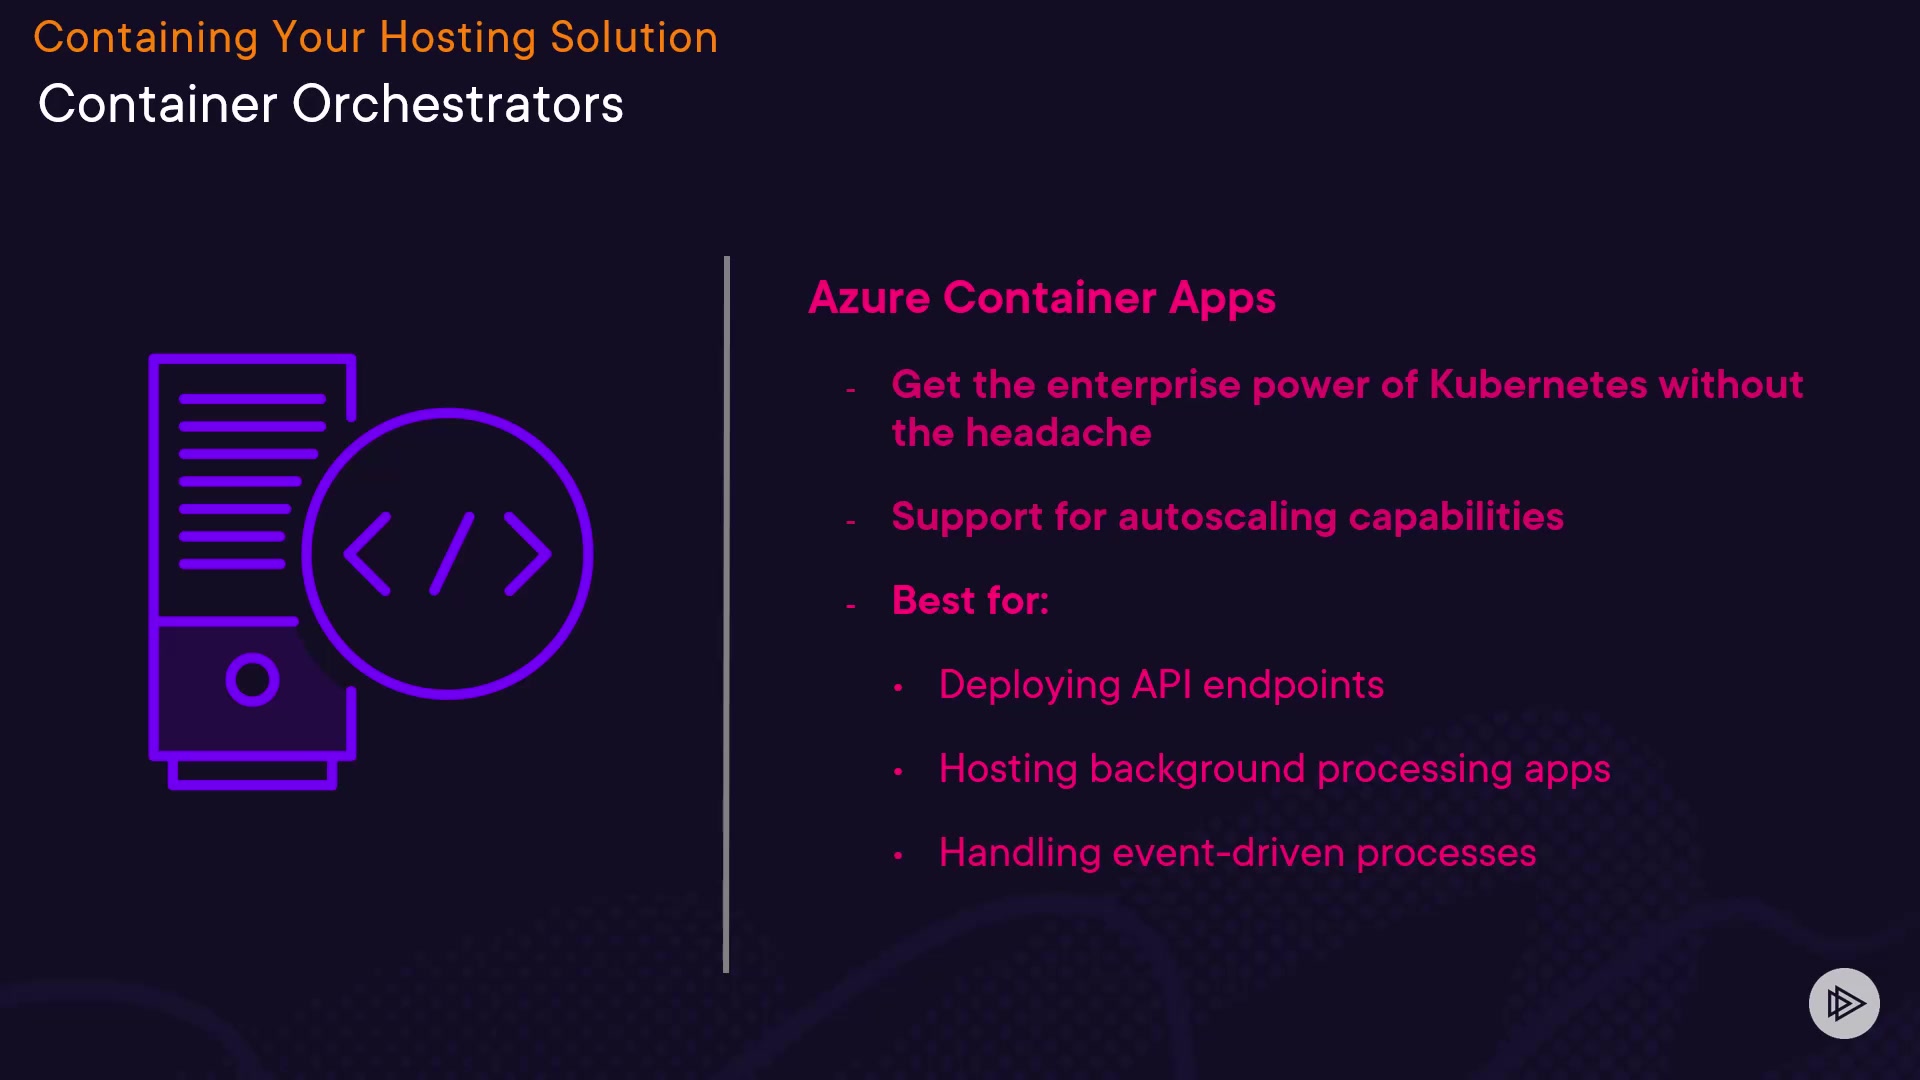 Containing Your Hosting Solution
Container Orchestrators
Azure Container Apps
- Get the enterprise power of Kubernetes without
the headache
- Support for autoscaling capabilities
- Best for:
• Deploying API endpoints
• Hosting background processing apps
• Handling event-driven processes